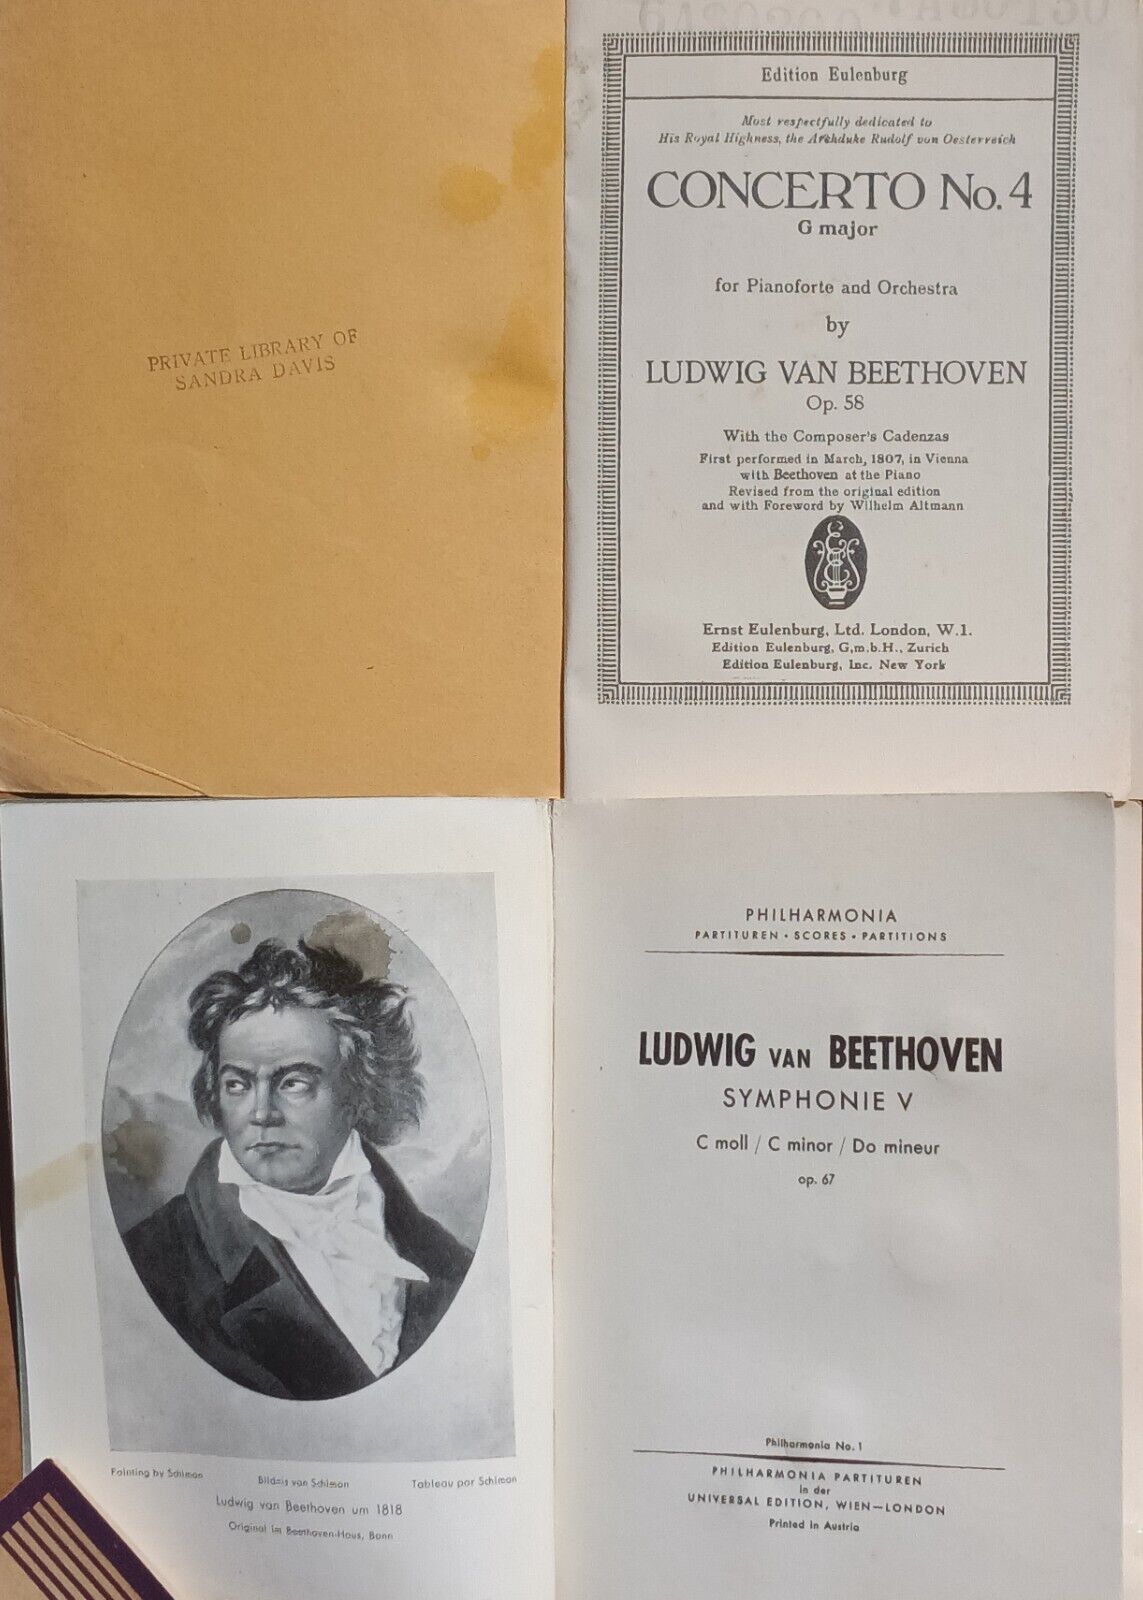 PRIVATE LIBRARY OF
SANDRA DAVIS
Edition Eulenburg
Most respectfully dedicated to
His Royal Highness, the Archduke Rudolf von Oesterreich
CONCERTO No. 4
G major
for Pianoforte and Orchestra
by
LUDWIG VAN BEETHOVEN
Op. 58
With the Composer's Cadenzas
First performed in March, 1807, in Vienna
with Beethoven at the Piano
Revised from the original edition
and with Foreword by Wilhelm Altmann
Ernst Eulenburg, Ltd. London, W.1.
Edition Eulenburg, G.m.b.H., Zurich
Edition Eulenburg, Inc. New York
Painting by Schimon Bildnis von Schimon Tableau par Schimon
Ludwig van Beethoven um 1818
Original im Beethoven-Haus, Bonn
PHILHARMONIA
PARTITUREN • SCORES • PARTITIONS
LUDWIG VAN BEETHOVEN
SYMPHONIE V
C moll / C minor / Do mineur
op. 67
Philharmonia No. 1
PHILHARMONIA PARTITUREN
in der
UNIVERSAL EDITION, WIEN—LONDON
Printed in Austria